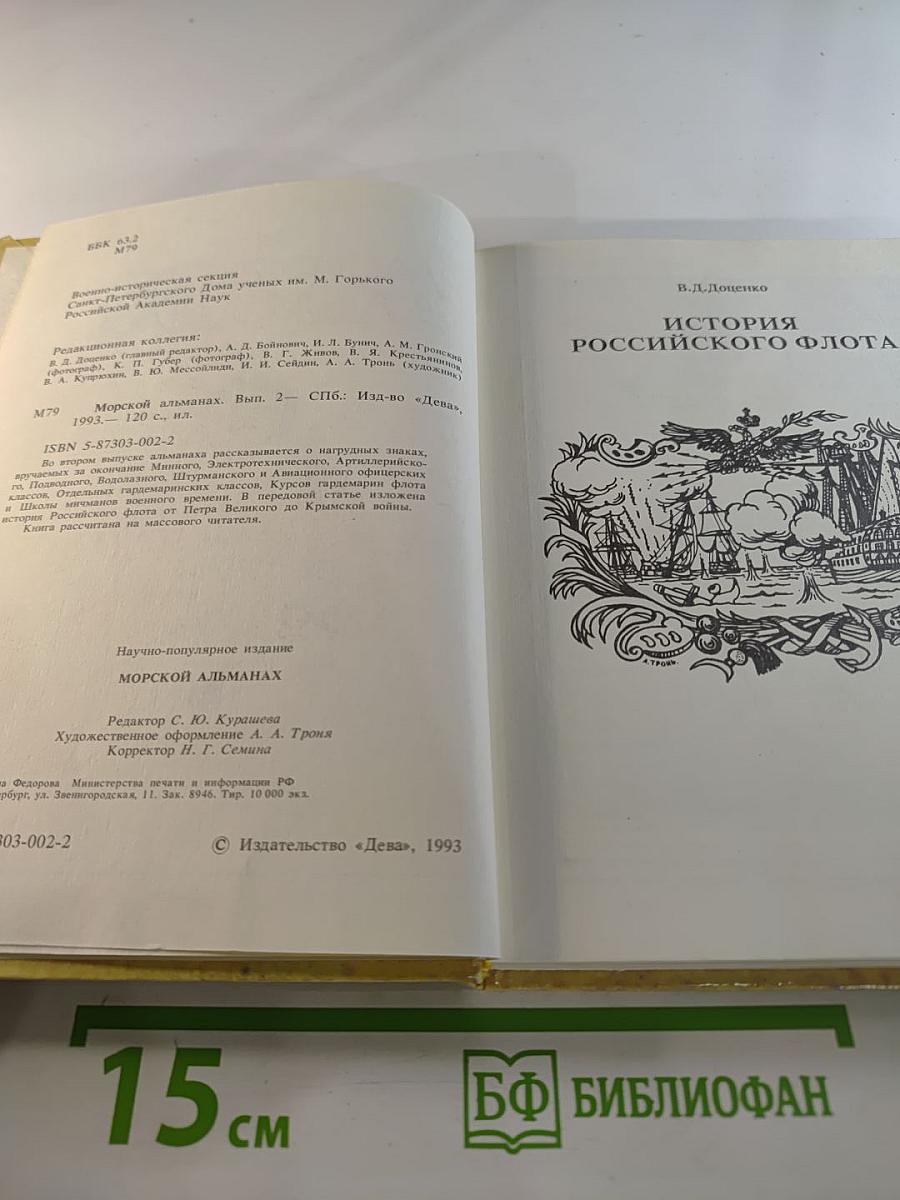 ББК 63,2
М79
Военно-историческая секция
Санкт-Петербургского Дома ученых им. М. Горького
Российской Академии Наук
Редакционная коллегия:
В. Д. Доценко (главный редактор), А. Д. Бойнович, И. Л. Бунич, А. М. Гронский
(фотограф), К. П. Губер (фотограф), В. Г. Живов, В. Я. Крестьянинов,
В. А. Купрюхин, В. Ю. Мессойлиди, И. И. Сейдин, А. А. Тронь (художник)
М79 Морской альманах. Вып. 2— СПб.: Изд-во «Дева»,
1993.— 120 с., ил.
ISBN 5-87303-002-2
Во втором выпуске альманаха рассказывается о нагрудных знаках,
вручаемых за окончание Минного, Электротехнического, Артиллерийско-
го, Подводного, Водолазного, Штурманского и Авиационного офицерских
классов, Отдельных гардемаринских классов, Курсов гардемарин флота
и Школы мичманов военного времени. В передовой статье изложена
история Российского флота от Петра Великого до Крымской войны.
Книга рассчитана на массового читателя.
Научно-популярное издание
МОРСКОЙ АЛЬМАНАХ
Редактор С. Ю. Курашева
Художественное оформление А. А. Троня
Корректор Н. Г. Семина
Федорова Министерства печати и информации РФ
рбург, ул. Звенигородская, 11. Зак. 8946. Тир. 10 000 экз.
303-002-2
© Издательство «Дева», 1993
В.Д.Доценко
ИСТОРИЯ
РОССИЙСКОГО ФЛОТА
А.ТРОНЬ.
15 см
БФ БИБЛИОФАН